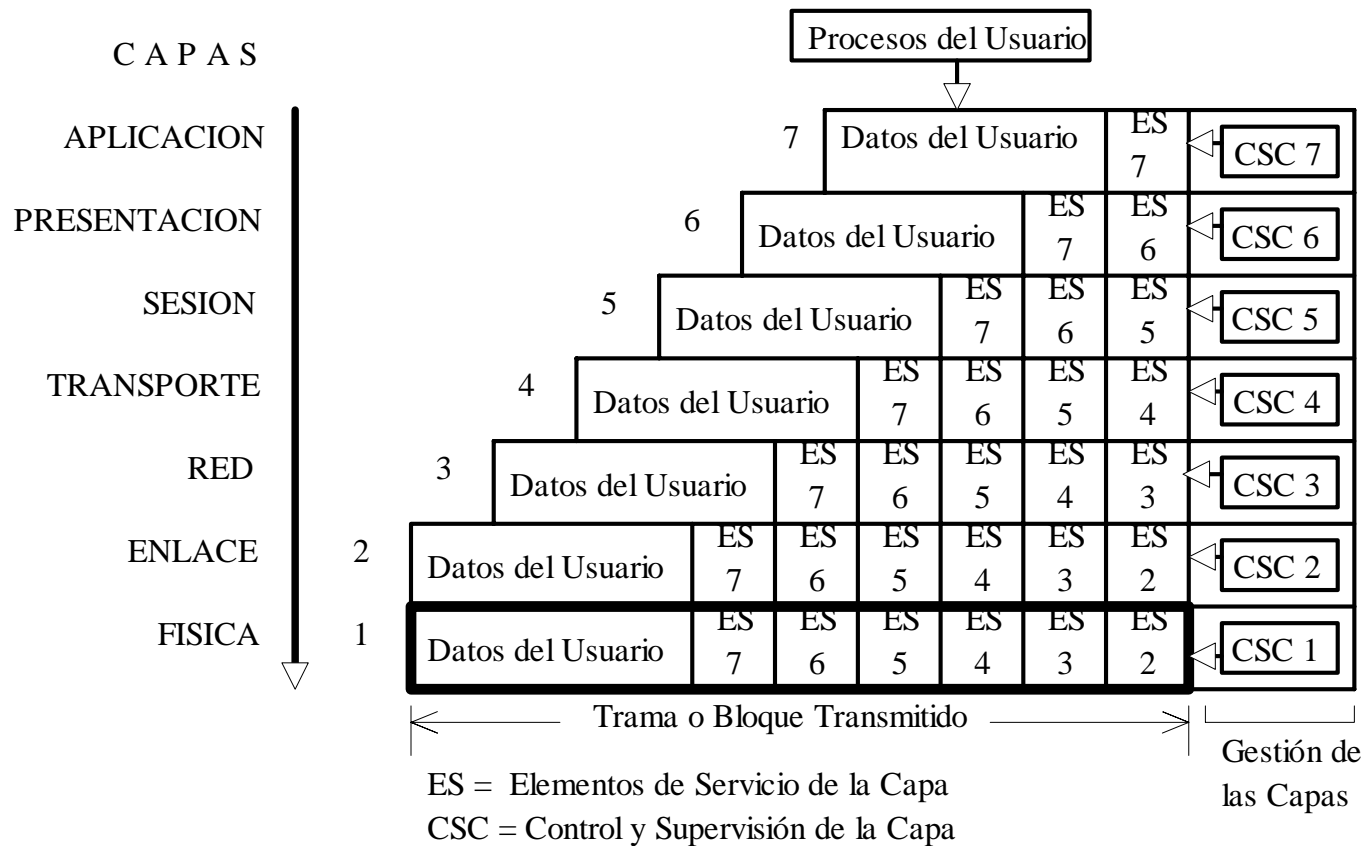 C A P A S
Procesos del Usuario
APLICACION 7 Datos del Usuario ES 7 CSC 7
PRESENTACION 6 Datos del Usuario ES 7 ES 6 CSC 6
SESION 5 Datos del Usuario ES 7 ES 6 ES 5 CSC 5
TRANSPORTE 4 Datos del Usuario ES 7 ES 6 ES 5 ES 4 CSC 4
RED 3 Datos del Usuario ES 7 ES 6 ES 5 ES 4 ES 3 CSC 3
ENLACE 2 Datos del Usuario ES 7 ES 6 ES 5 ES 4 ES 3 ES 2 CSC 2
FISICA 1 Datos del Usuario ES 7 ES 6 ES 5 ES 4 ES 3 ES 2 CSC 1
Trama o Bloque Transmitido
Gestión de
las Capas
ES = Elementos de Servicio de la Capa
CSC = Control y Supervisión de la Capa